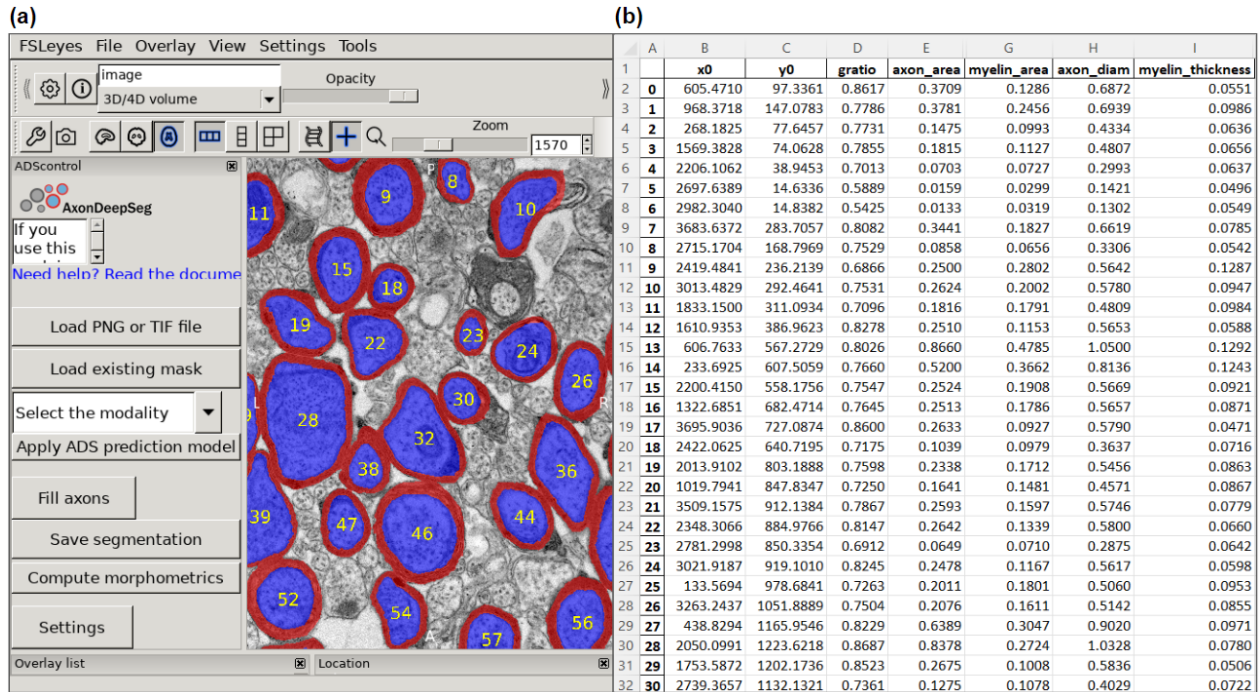 (a)
FSLeyes File Overlay View Settings Tools
image
3D/4D volume
Opacity
Zoom
1570
ADScontrol
AxonDeepSeg
If you
use this
Need help? Read the docume
Load PNG or TIF file
Load existing mask
Select the modality
Apply ADS prediction model
Fill axons
Save segmentation
Compute morphometrics
Settings
P
8
9
10
11
15
18
19
22
23
24
26
28
L
9
30
R
32
38
36
39
47
46
44
52
54
A
57
56
Overlay list
Location
(b)
A B C D E G H I
1 x0 y0 gratio axon_area myelin_area axon_diam myelin_thickness
2 0 605.4710 97.3361 0.8617 0.3709 0.1286 0.6872 0.0551
3 1 968.3718 147.0783 0.7786 0.3781 0.2456 0.6939 0.0986
4 2 268.1825 77.6457 0.7731 0.1475 0.0993 0.4334 0.0636
5 3 1569.3828 74.0628 0.7855 0.1815 0.1127 0.4807 0.0656
6 4 2206.1062 38.9453 0.7013 0.0703 0.0727 0.2993 0.0637
7 5 2697.6389 14.6336 0.5889 0.0159 0.0299 0.1421 0.0496
8 6 2982.3040 14.8382 0.5425 0.0133 0.0319 0.1302 0.0549
9 7 3683.6372 283.7057 0.8082 0.3441 0.1827 0.6619 0.0785
10 8 2715.1704 168.7969 0.7529 0.0858 0.0656 0.3306 0.0542
11 9 2419.4841 236.2139 0.6866 0.2500 0.2802 0.5642 0.1287
12 10 3013.4829 292.4641 0.7531 0.2624 0.2002 0.5780 0.0947
13 11 1833.1500 311.0934 0.7096 0.1816 0.1791 0.4809 0.0984
14 12 1610.9353 386.9623 0.8278 0.2510 0.1153 0.5653 0.0588
15 13 606.7633 567.2729 0.8026 0.8660 0.4785 1.0500 0.1292
16 14 233.6925 607.5059 0.7660 0.5200 0.3662 0.8136 0.1243
17 15 2200.4150 558.1756 0.7547 0.2524 0.1908 0.5669 0.0921
18 16 1322.6851 682.4714 0.7645 0.2513 0.1786 0.5657 0.0871
19 17 3695.9036 727.0874 0.8600 0.2633 0.0927 0.5790 0.0471
20 18 2422.0625 640.7195 0.7175 0.1039 0.0979 0.3637 0.0716
21 19 2013.9102 803.1888 0.7598 0.2338 0.1712 0.5456 0.0863
22 20 1019.7941 847.8347 0.7250 0.1641 0.1481 0.4571 0.0867
23 21 3509.1575 912.1384 0.7867 0.2593 0.1597 0.5746 0.0779
24 22 2348.3066 884.9766 0.8147 0.2642 0.1339 0.5800 0.0660
25 23 2781.2998 850.3354 0.6912 0.0649 0.0710 0.2875 0.0642
26 24 3021.9187 919.1010 0.8245 0.2478 0.1167 0.5617 0.0598
27 25 133.5694 978.6841 0.7263 0.2011 0.1801 0.5060 0.0953
28 26 3263.2437 1051.8889 0.7504 0.2076 0.1611 0.5142 0.0855
29 27 438.8294 1165.9546 0.8229 0.6389 0.3047 0.9020 0.0971
30 28 2050.0991 1223.6218 0.8687 0.8378 0.2724 1.0328 0.0780
31 29 1753.5872 1202.1736 0.8523 0.2675 0.1008 0.5836 0.0506
32 30 2739.3657 1132.1321 0.7361 0.1275 0.1078 0.4029 0.0722